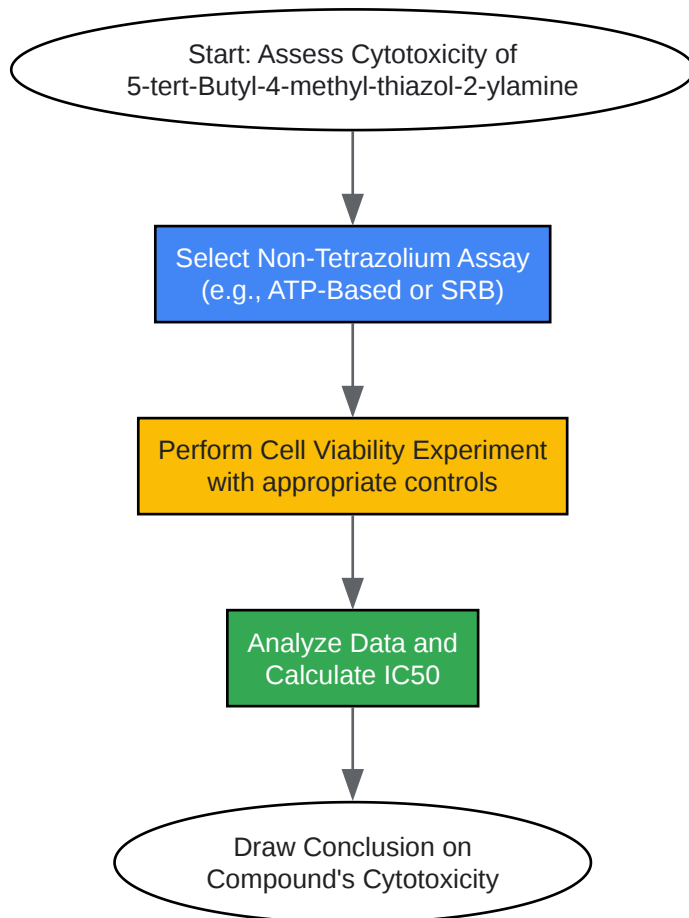 Start: Assess Cytotoxicity of
5-tert-Butyl-4-methyl-thiazol-2-ylamine
Select Non-Tetrazolium Assay
(e.g., ATP-Based or SRB)
Perform Cell Viability Experiment
with appropriate controls
Analyze Data and
Calculate IC50
Draw Conclusion on
Compound's Cytotoxicity